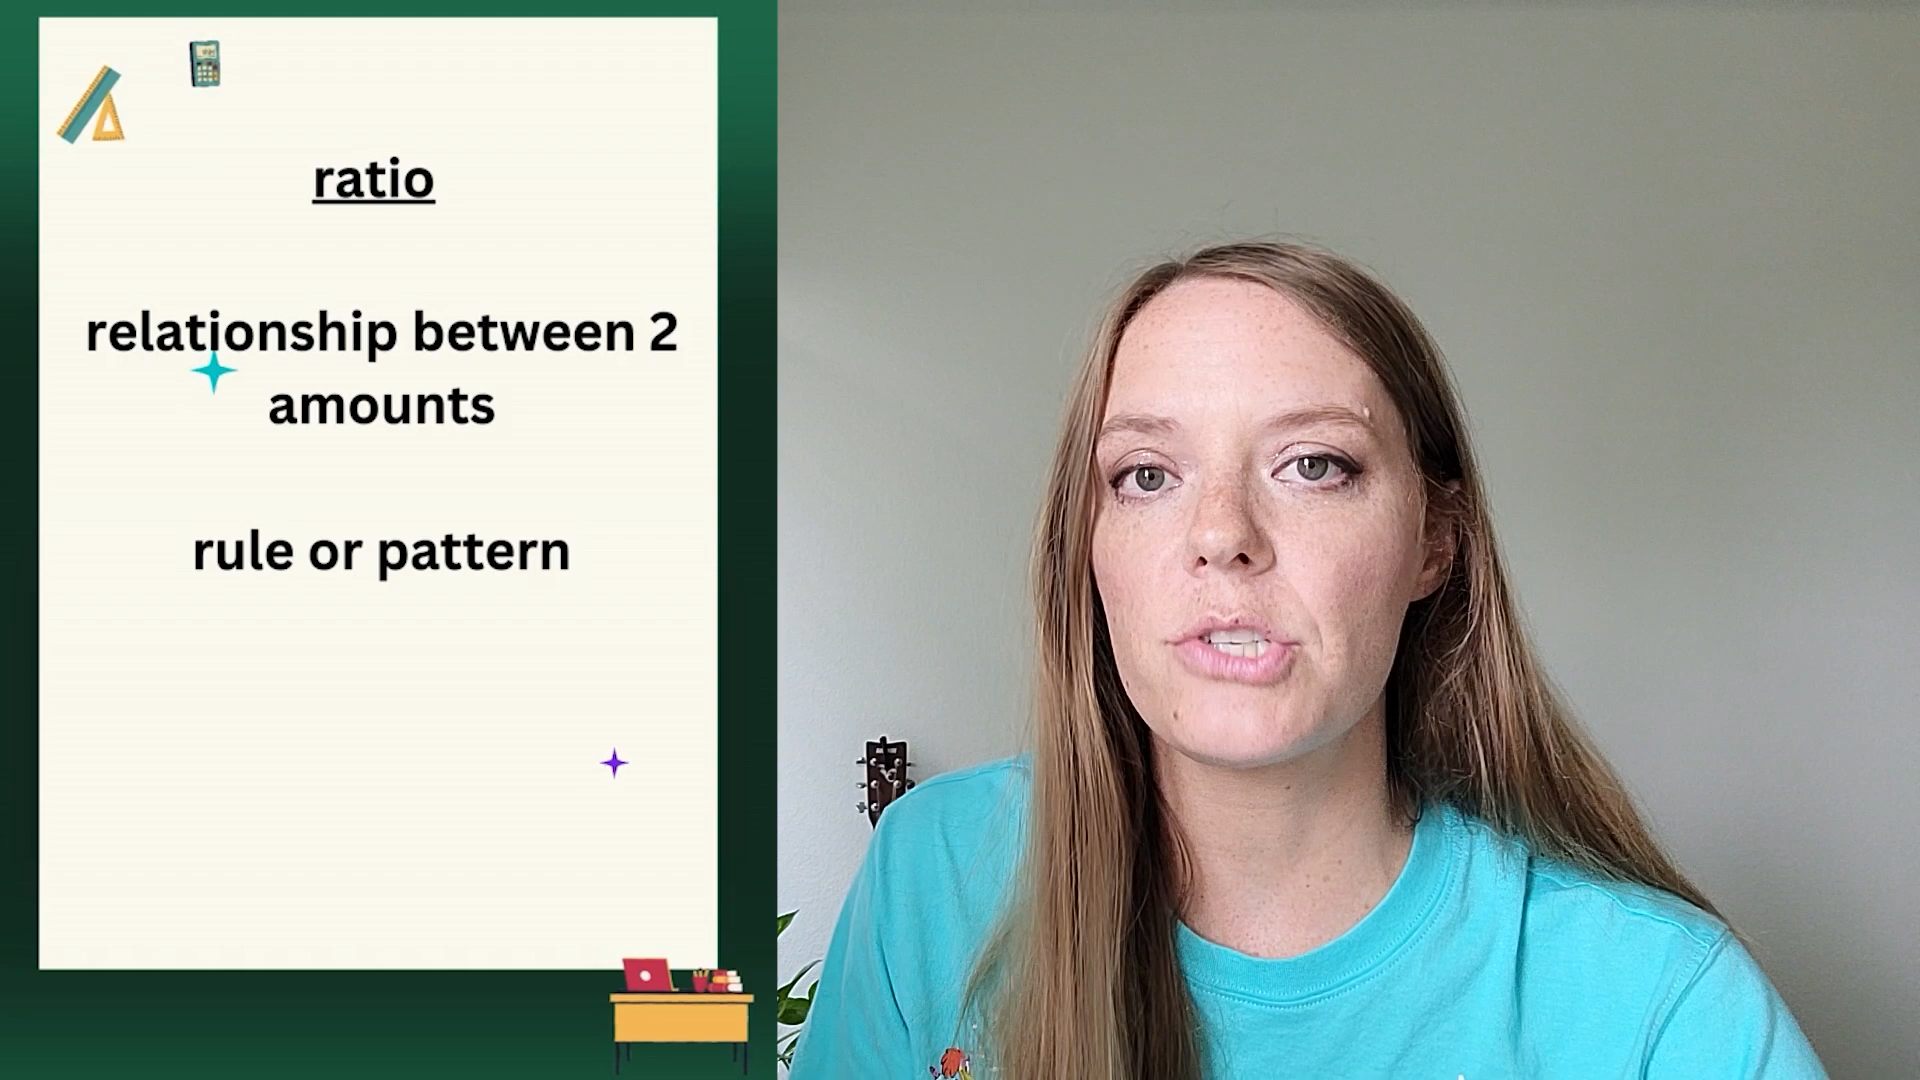 ratio
relationship between 2
amounts
rule or pattern